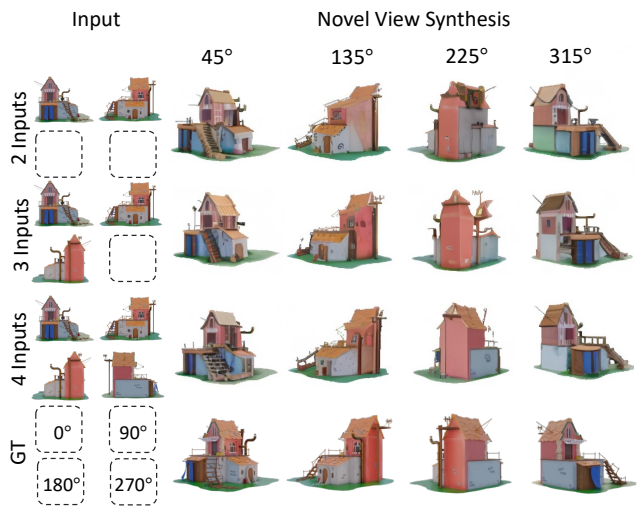 Input
Novel View Synthesis
45°
135°
225°
315°
2 Inputs
3 Inputs
4 Inputs
GT
0°
90°
180°
270°